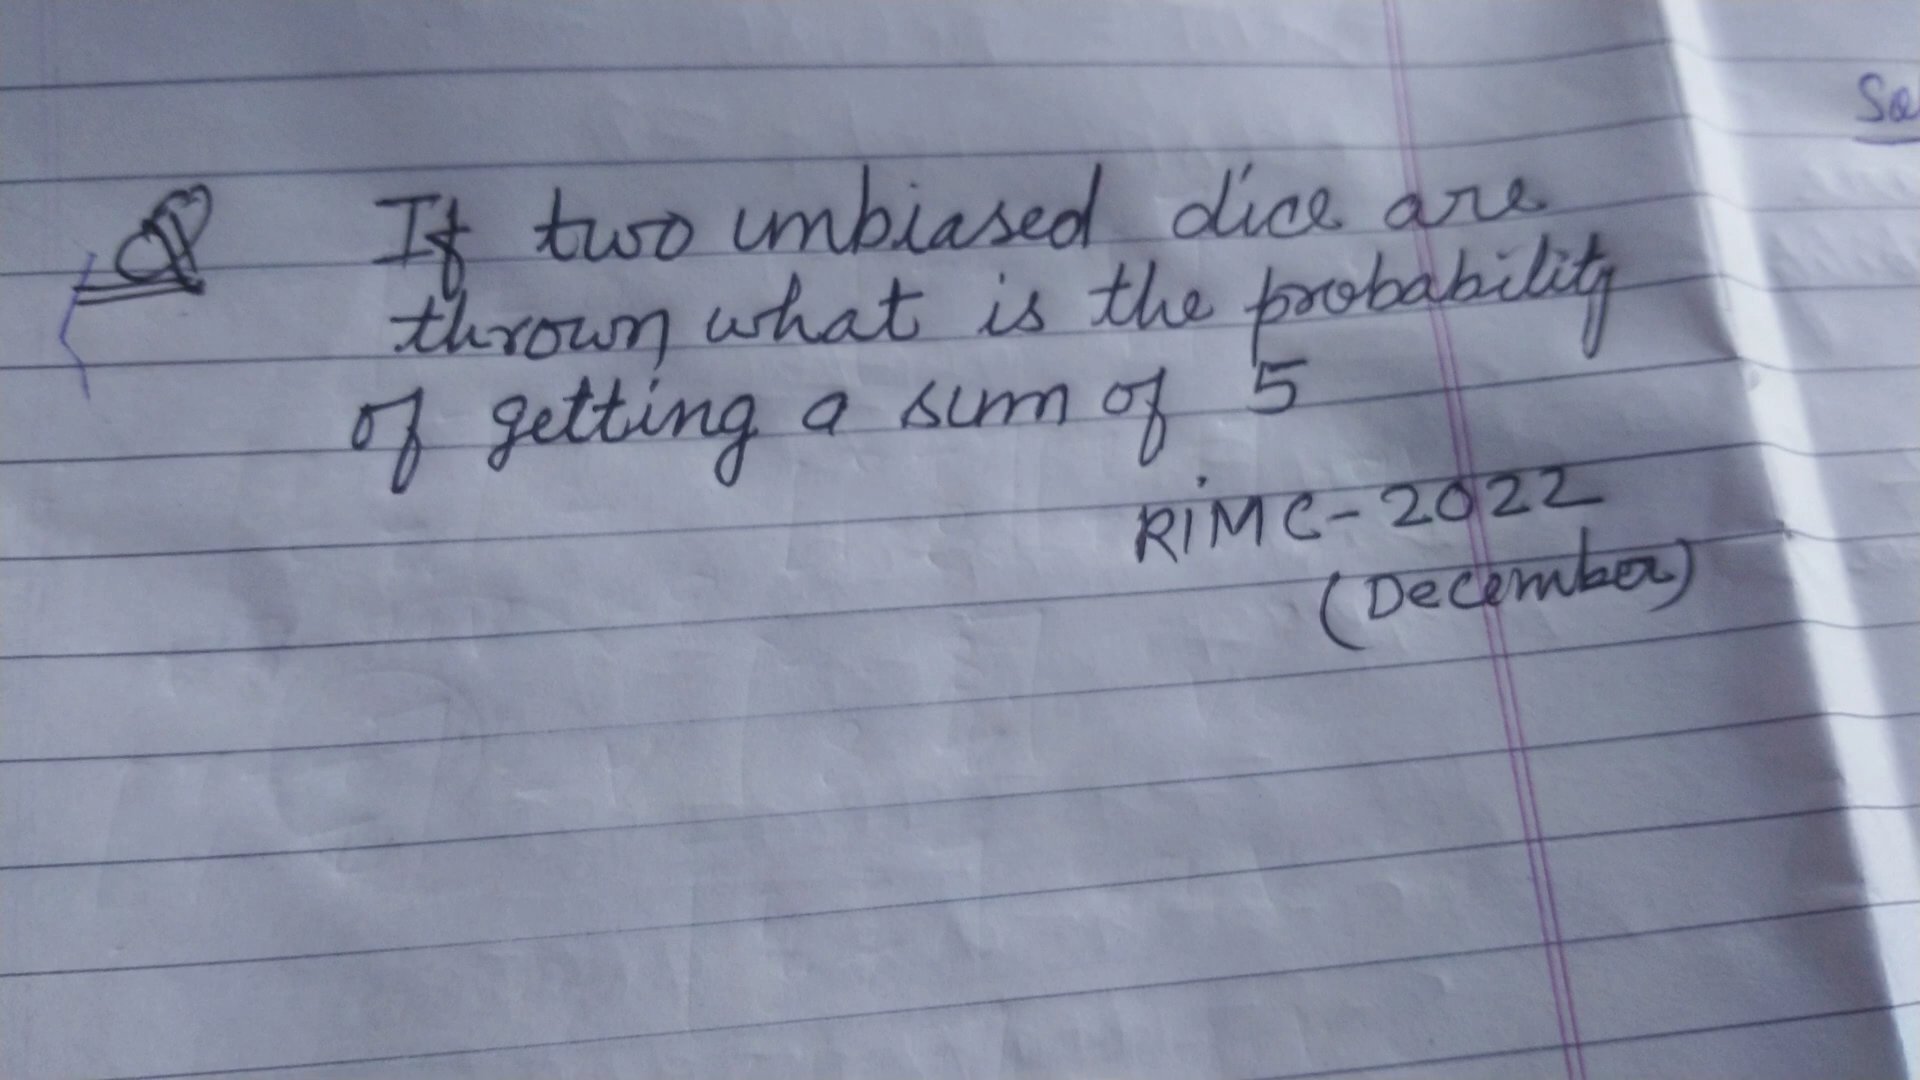 Q If two unbiased dice are
thrown what is the probability
of getting a sum of 5
RIMC-2022
(December)